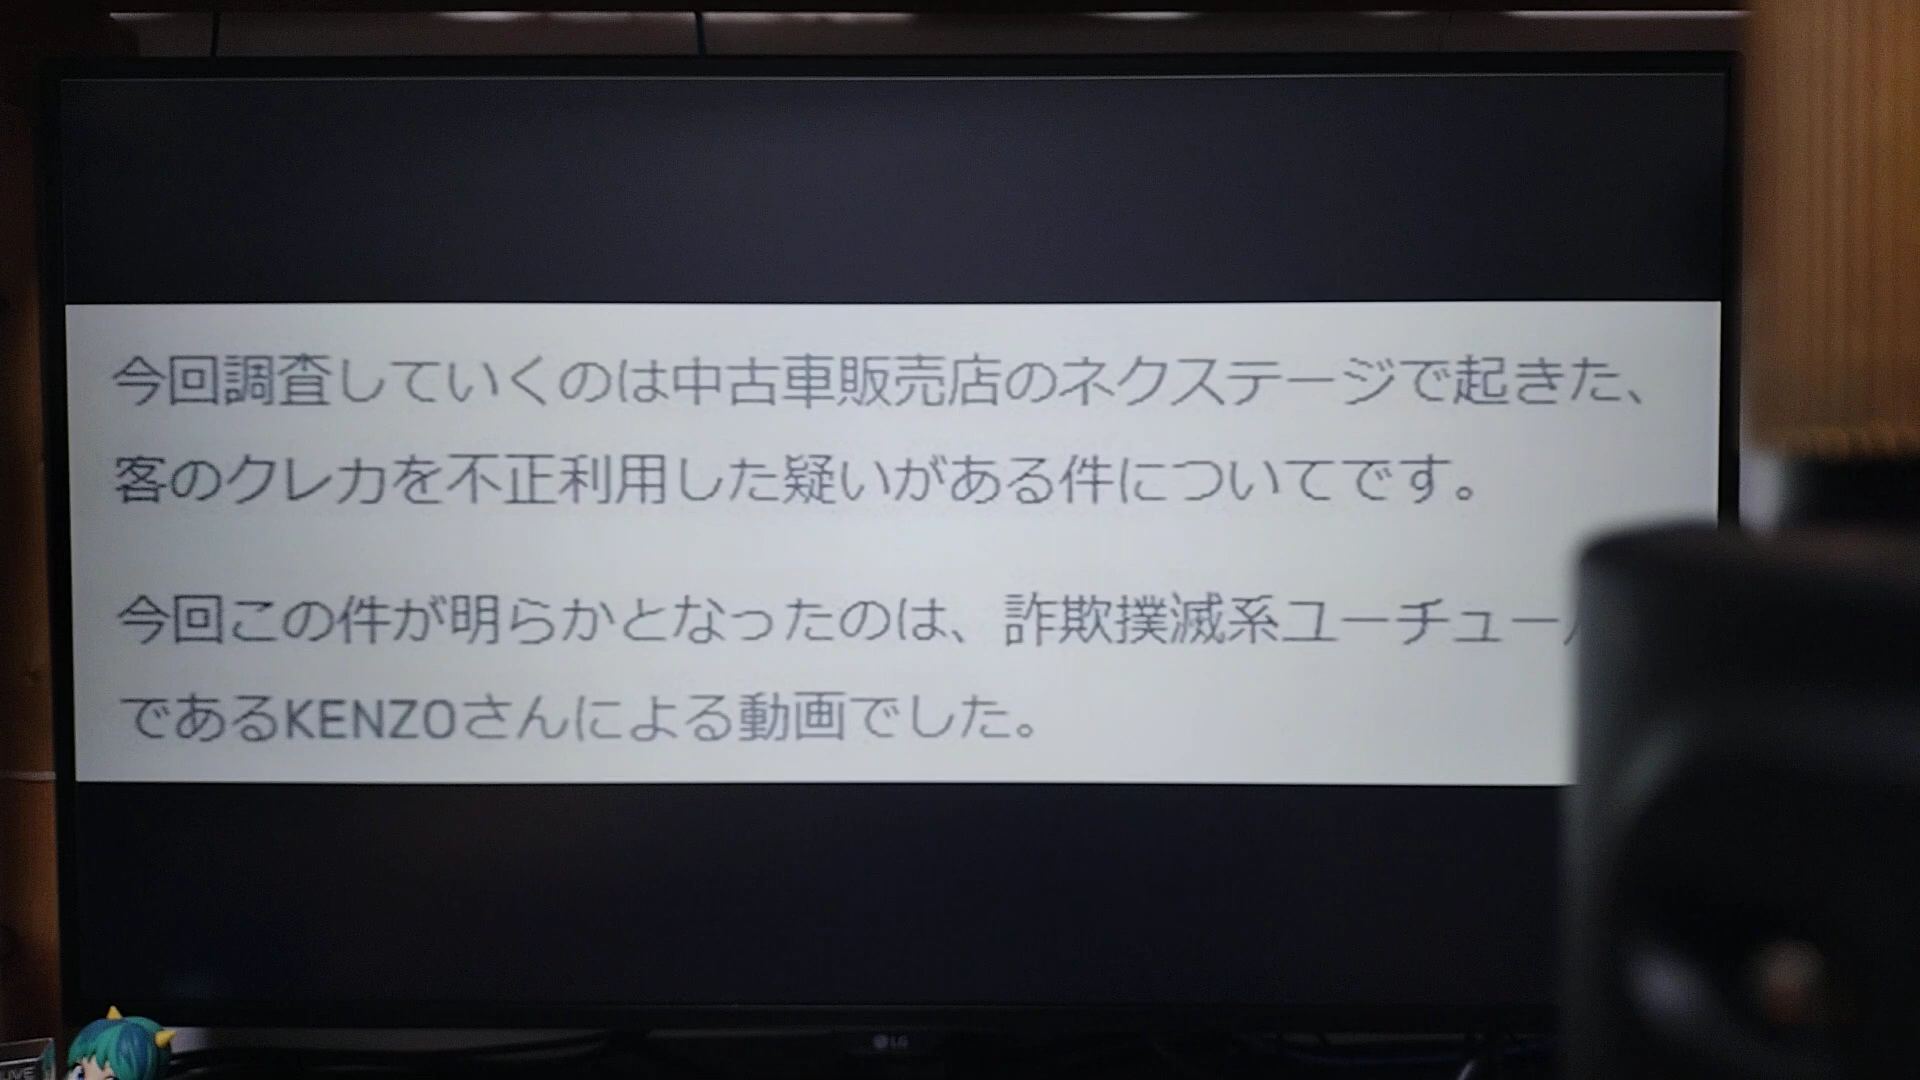 今回調査していくのは中古車販売店のネクステージで起きた、
客のクレカを不正利用した疑いがある件についてです。
今回この件が明らかとなったのは、詐欺撲滅系ユーチュー
であるKENZOさんによる動画でした。
LG
LIVE